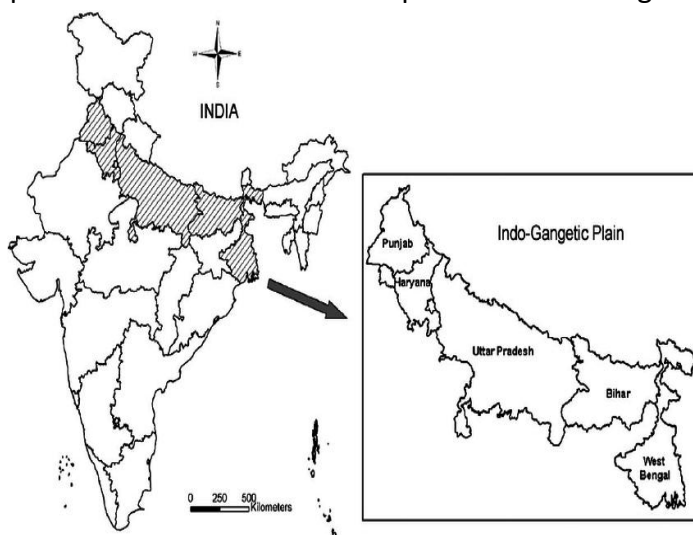 N
W
E
S
INDIA
Indo-Gangetic Plain
Punjab
Haryana
Uttar Pradesh
Bihar
West
Bengal
0 250 500
Kilometers